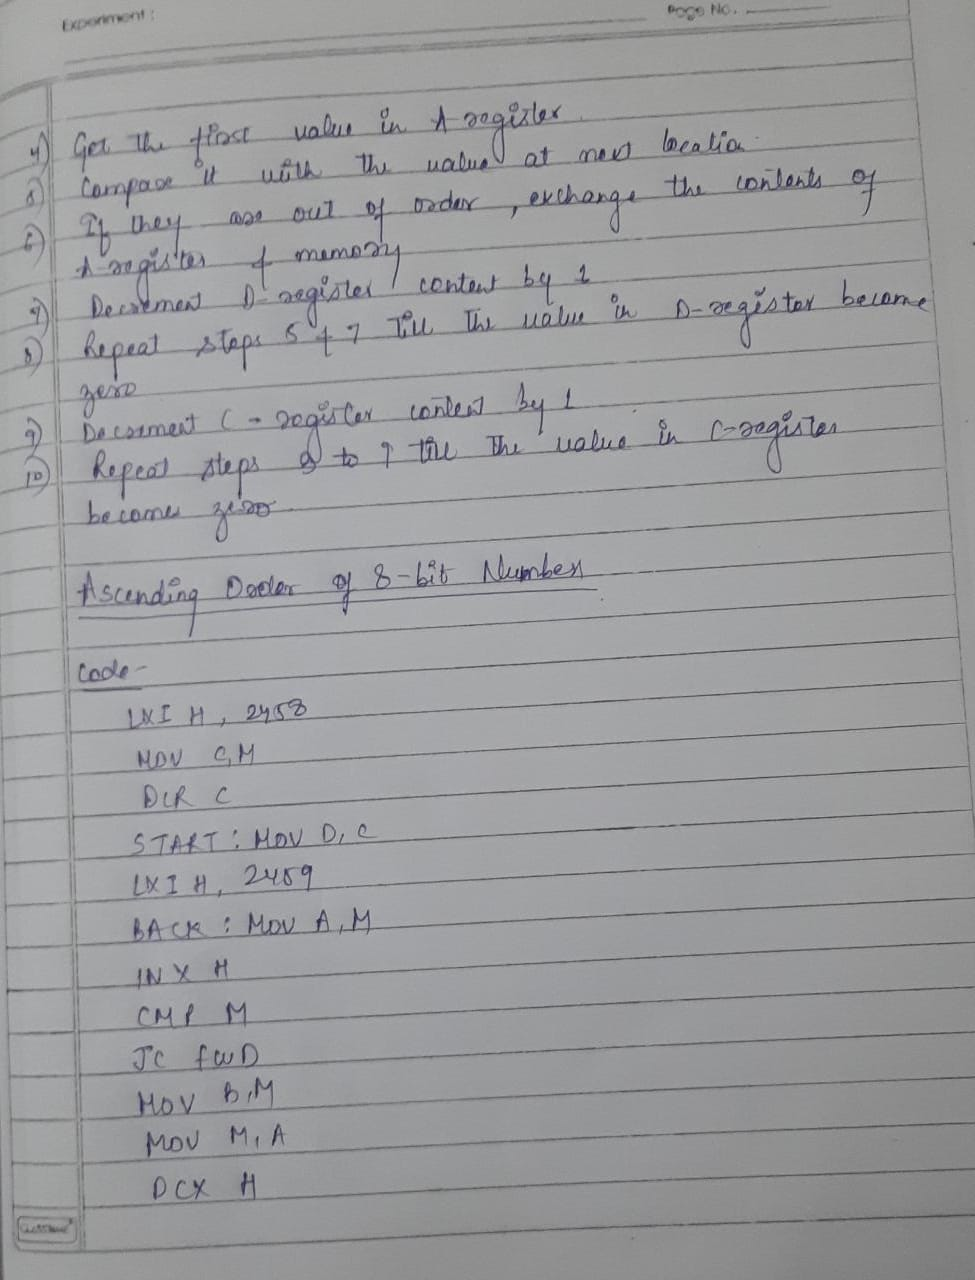 Experiment :
Page No.
4) Get the first value in A register
5) Compare it with the value at next location.
6) If they are out of order, exchange the contents of
A-register & memory
7) Decrement D-register content by 1
8) Repeat steps 5 & 7 till the value in D-register become
zero
9) Decrement C-register content by 1
10) Repeat steps to 9 till the value in C-register
become zero
Ascending Order of 8-bit Number
Code -
LXI H, 2458
MOV C,M
DCR C
START : MOV D, C
LXI H, 2459
BACK : MOV A, M
INX H
CMP M
JC fwD
MOV B,M
MOV M, A
DCX H